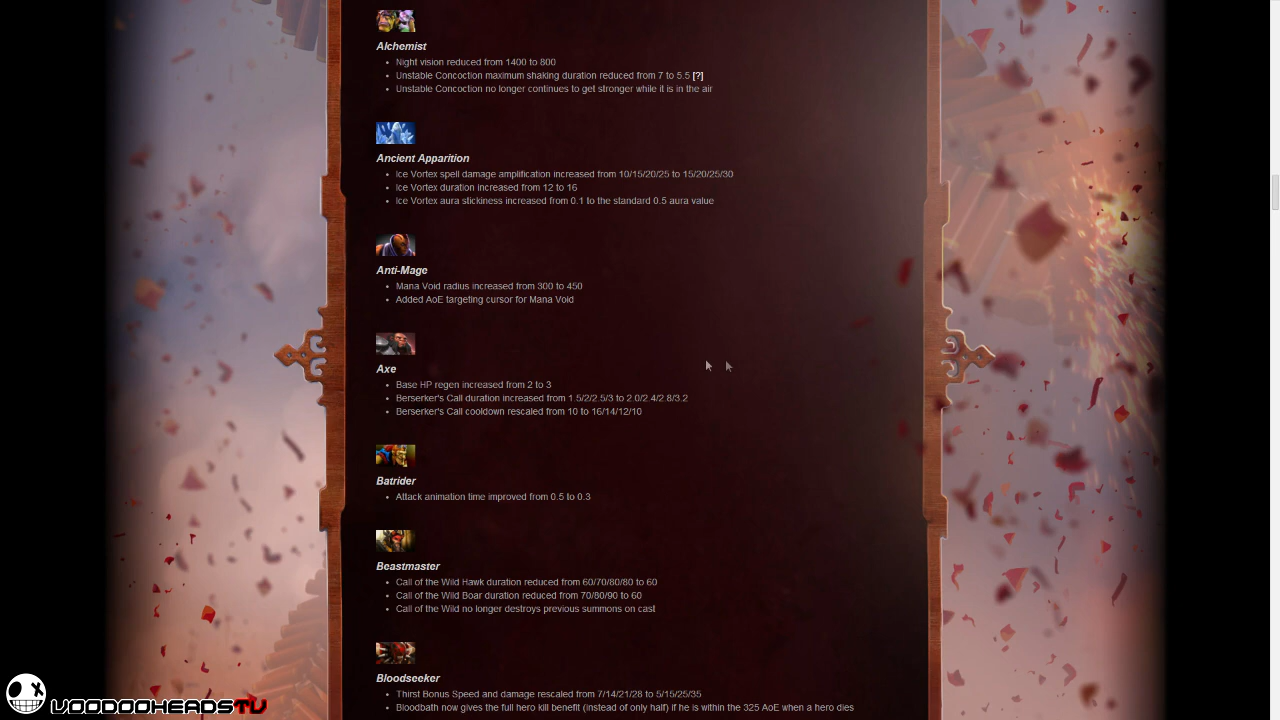 Alchemist
Night vision reduced from 1400 to 800
Unstable Concoction maximum shaking duration reduced from 7 to 5.5 [?]
Unstable Concoction no longer continues to get stronger while it is in the air
Ancient Apparition
Ice Vortex spell damage amplification increased from 10/15/20/25 to 15/20/25/30
Ice Vortex duration increased from 12 to 16
Ice Vortex aura stickiness increased from 0.1 to the standard 0.5 aura value
Anti-Mage
Mana Void radius increased from 300 to 450
Added AoE targeting cursor for Mana Void
Axe
Base HP regen increased from 2 to 3
Berserker's Call duration increased from 1.5/2/2.5/3 to 2.0/2.4/2.8/3.2
Berserker's Call cooldown rescaled from 10 to 16/14/12/10
Batrider
Attack animation time improved from 0.5 to 0.3
Beastmaster
Call of the Wild Hawk duration reduced from 60/70/80/80 to 60
Call of the Wild Boar duration reduced from 70/80/90 to 60
Call of the Wild no longer destroys previous summons on cast
Bloodseeker
Thirst Bonus Speed and damage rescaled from 7/14/21/28 to 5/15/25/35
Bloodbath now gives the full hero kill benefit (instead of only half) if he is within the 325 AoE when a hero dies
VOODOOHEADSTV